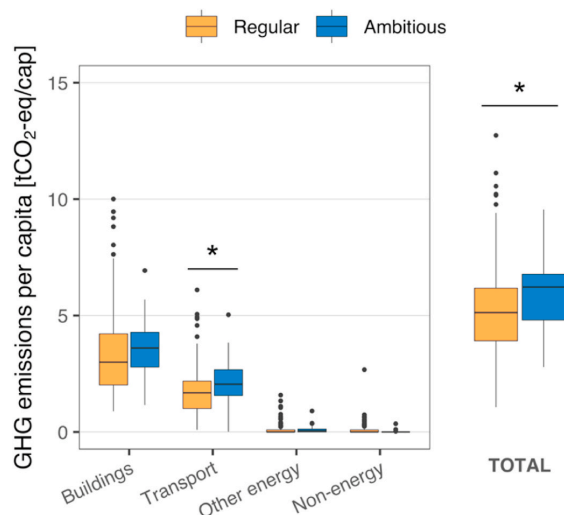 Regular Ambitious
GHG emissions per capita [tCO₂-eq/cap]
15
10
5
0
*
*
Buildings
Transport
Other energy
Non-energy
TOTAL